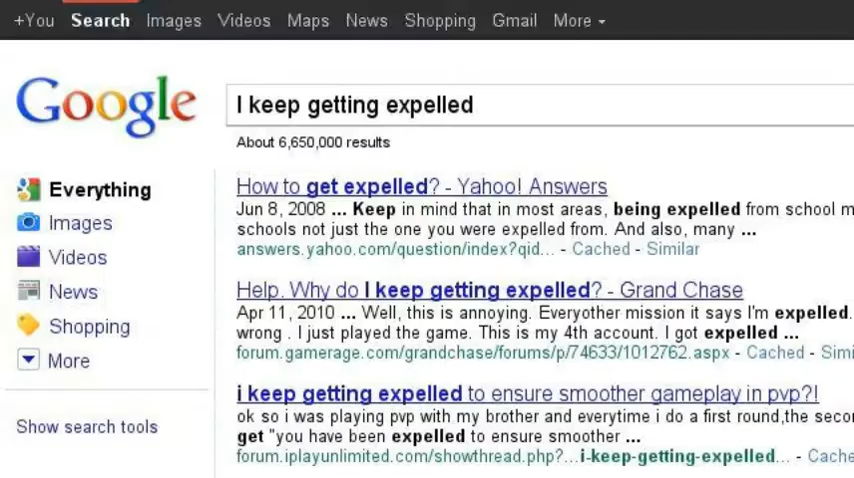 +You Search Images Videos Maps News Shopping Gmail More
Google
I keep getting expelled
About 6,650,000 results
Everything
Images
Videos
News
Shopping
More
Show search tools
How to get expelled? - Yahoo! Answers
Jun 8, 2008 ... Keep in mind that in most areas, being expelled from school m
schools not just the one you were expelled from. And also, many ...
answers.yahoo.com/question/index?qid... - Cached - Similar
Help. Why do I keep getting expelled? - Grand Chase
Apr 11, 2010 ... Well, this is annoying. Everyother mission it says I'm expelled.
wrong . I just played the game. This is my 4th account. I got expelled ...
forum.gamerage.com/grandchase/forums/p/74633/1012762.aspx - Cached - Simi
i keep getting expelled to ensure smoother gameplay in pvp?!
ok so i was playing pvp with my brother and everytime i do a first round,the seco
get "you have been expelled to ensure smoother ...
forum.iplayunlimited.com/showthread.php?...i-keep-getting-expelled... - Cache